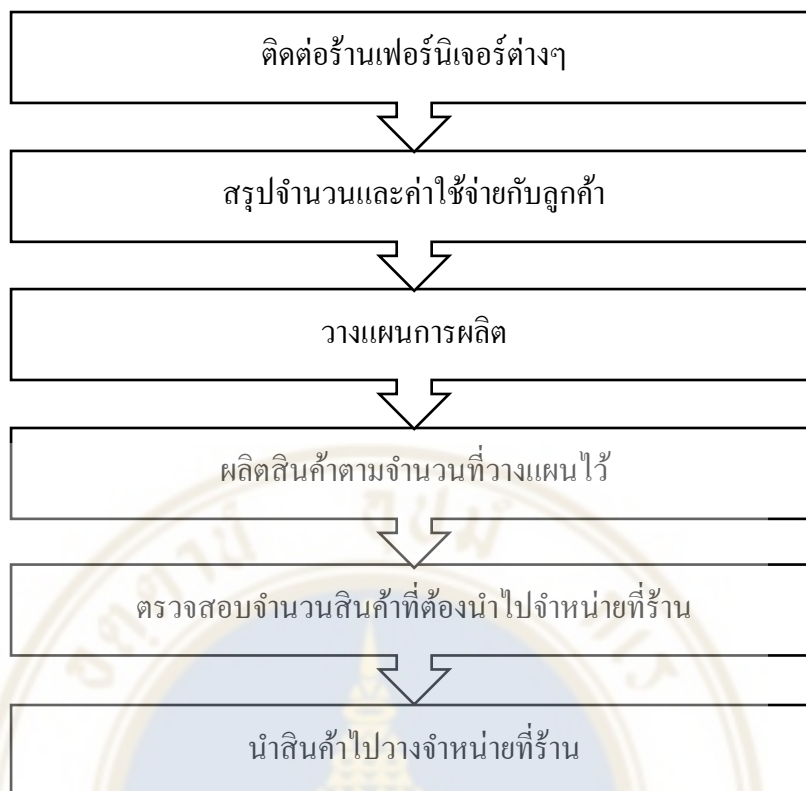 ติดต่อร้านเฟอร์นิเจอร์ต่างๆ
สรุปจำนวนและค่าใช้จ่ายกับลูกค้า
วางแผนการผลิต
ผลิตสินค้าตามจำนวนที่วางแผนไว้
ตรวจสอบจำนวนสินค้าที่ต้องนำไปจำหน่ายที่ร้าน
นำสินค้าไปวางจำหน่ายที่ร้าน